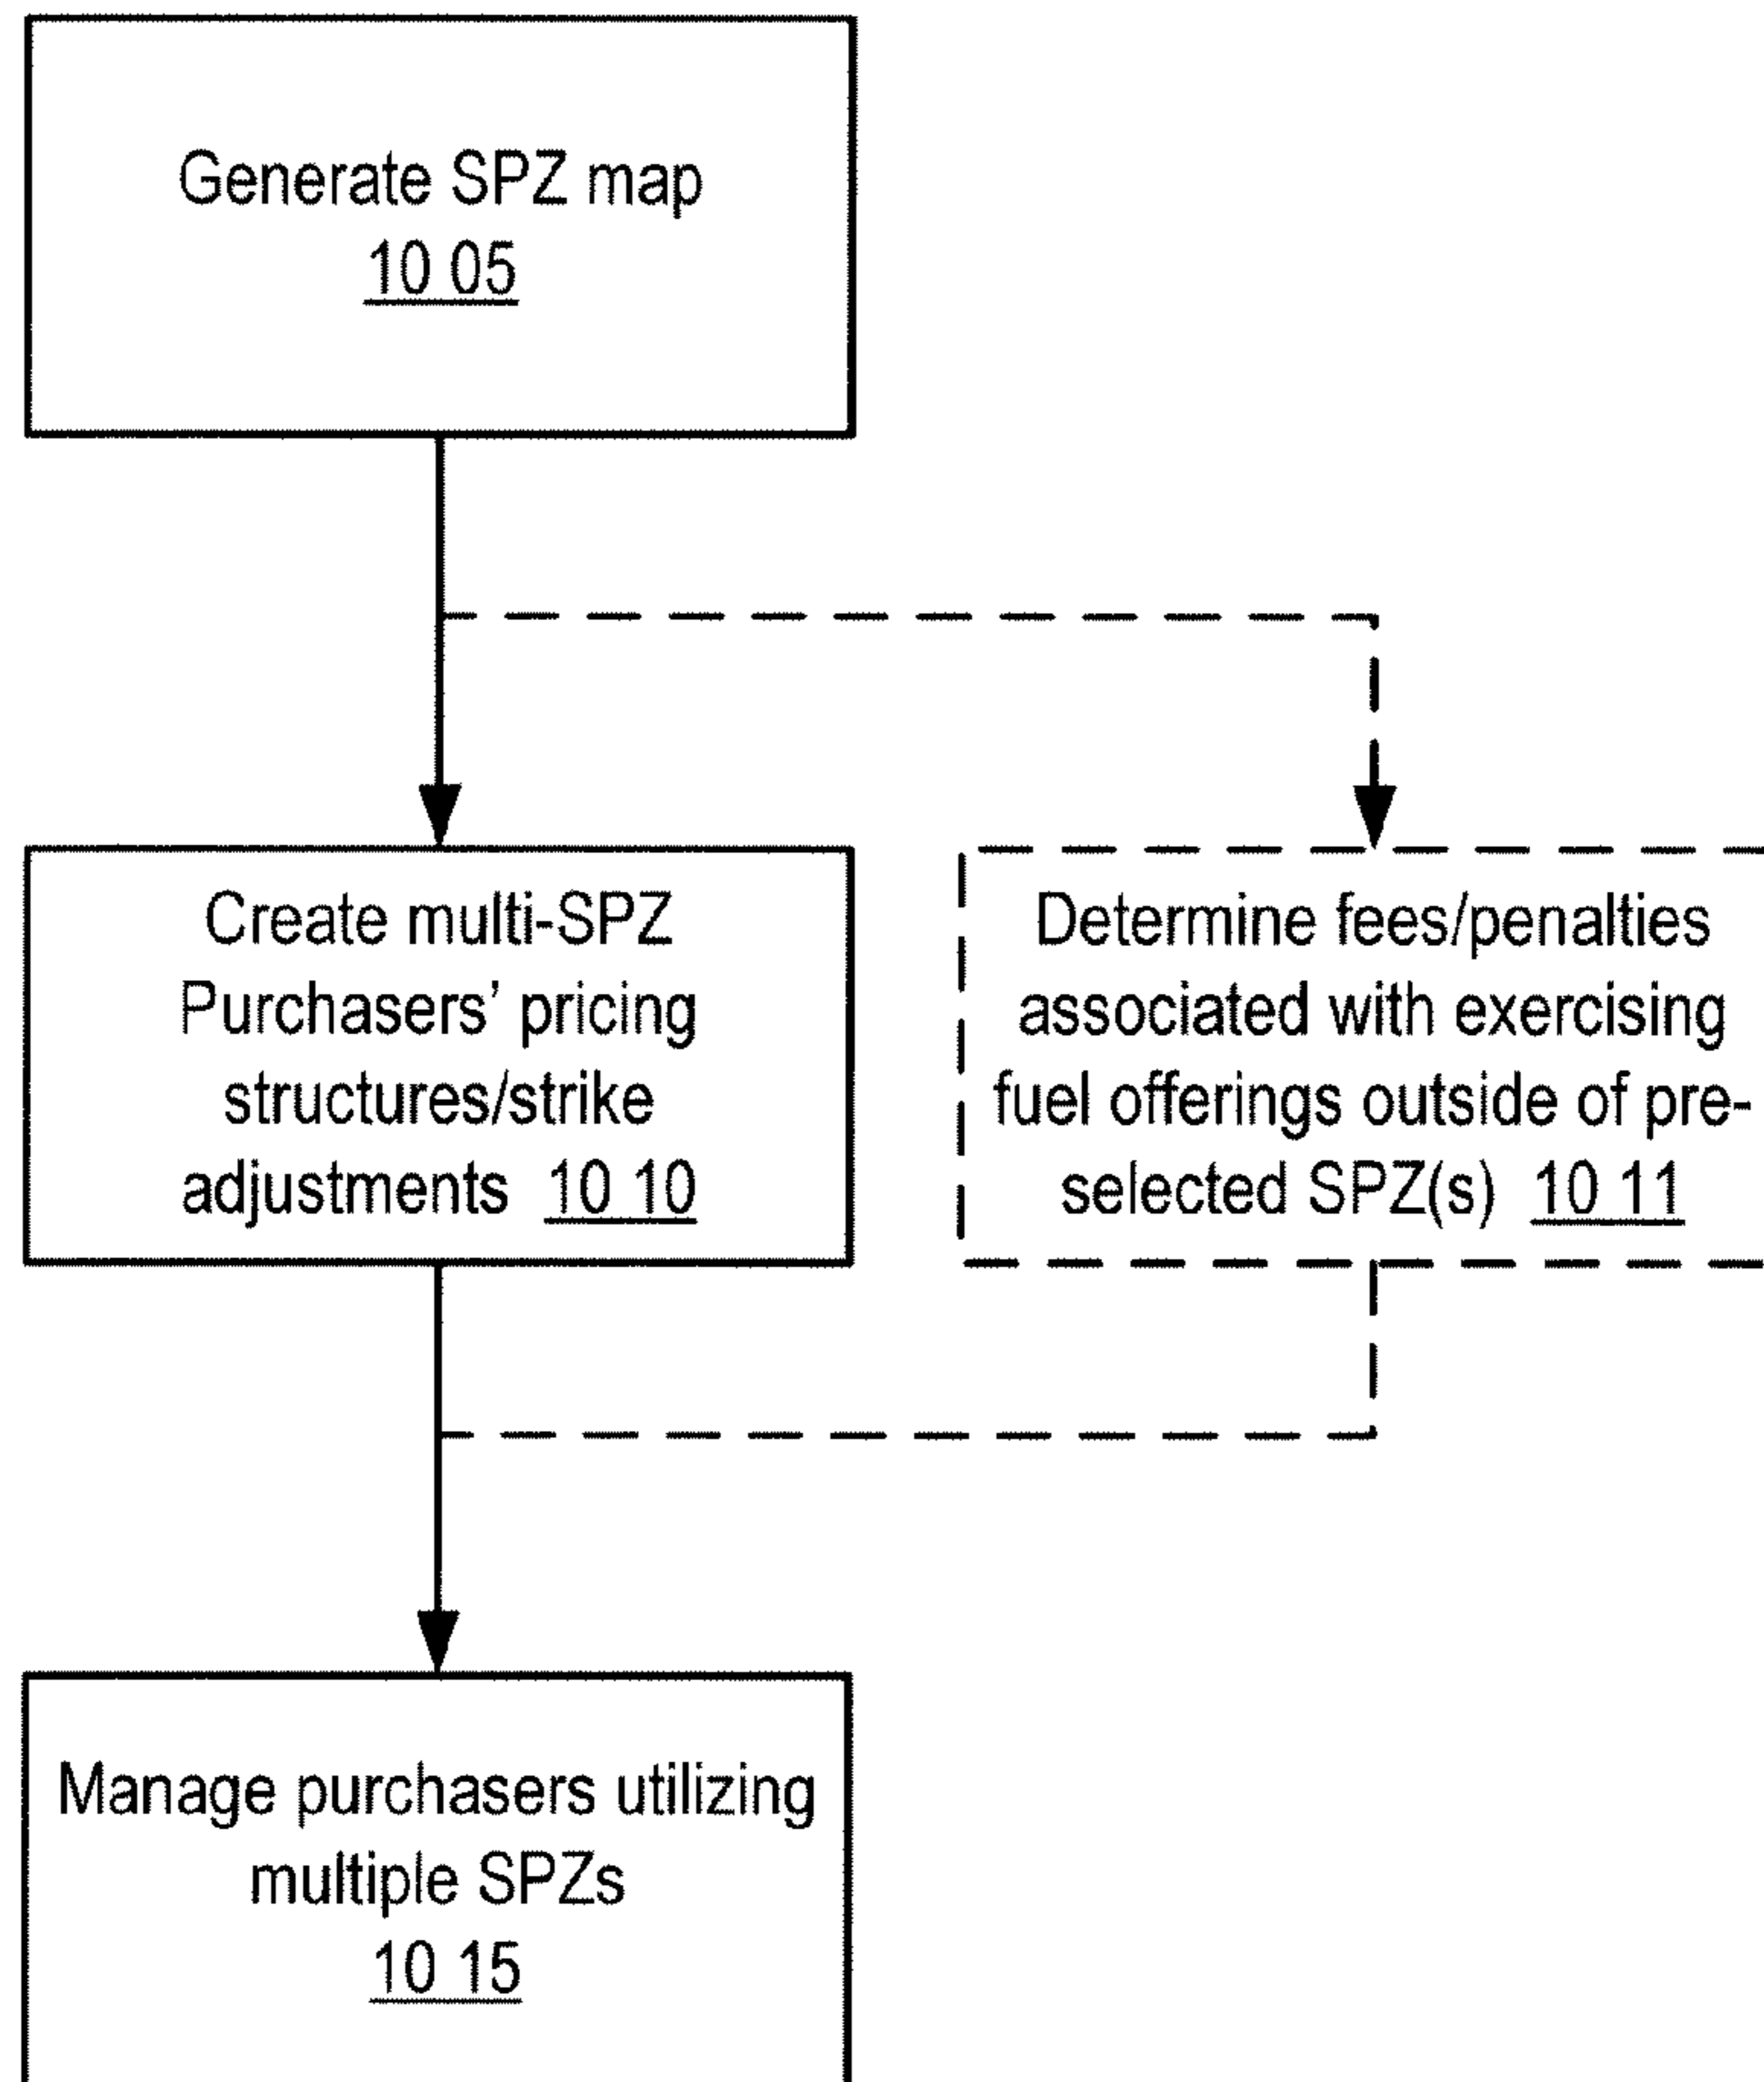 Generate SPZ map
10 05
Create multi-SPZ
Purchasers’ pricing
structures/strike
adjustments 10 10
Determine fees/penalties
associated with exercising
fuel offerings outside of pre-
selected SPZ(s) 10 11
Manage purchasers utilizing
multiple SPZs
10 15